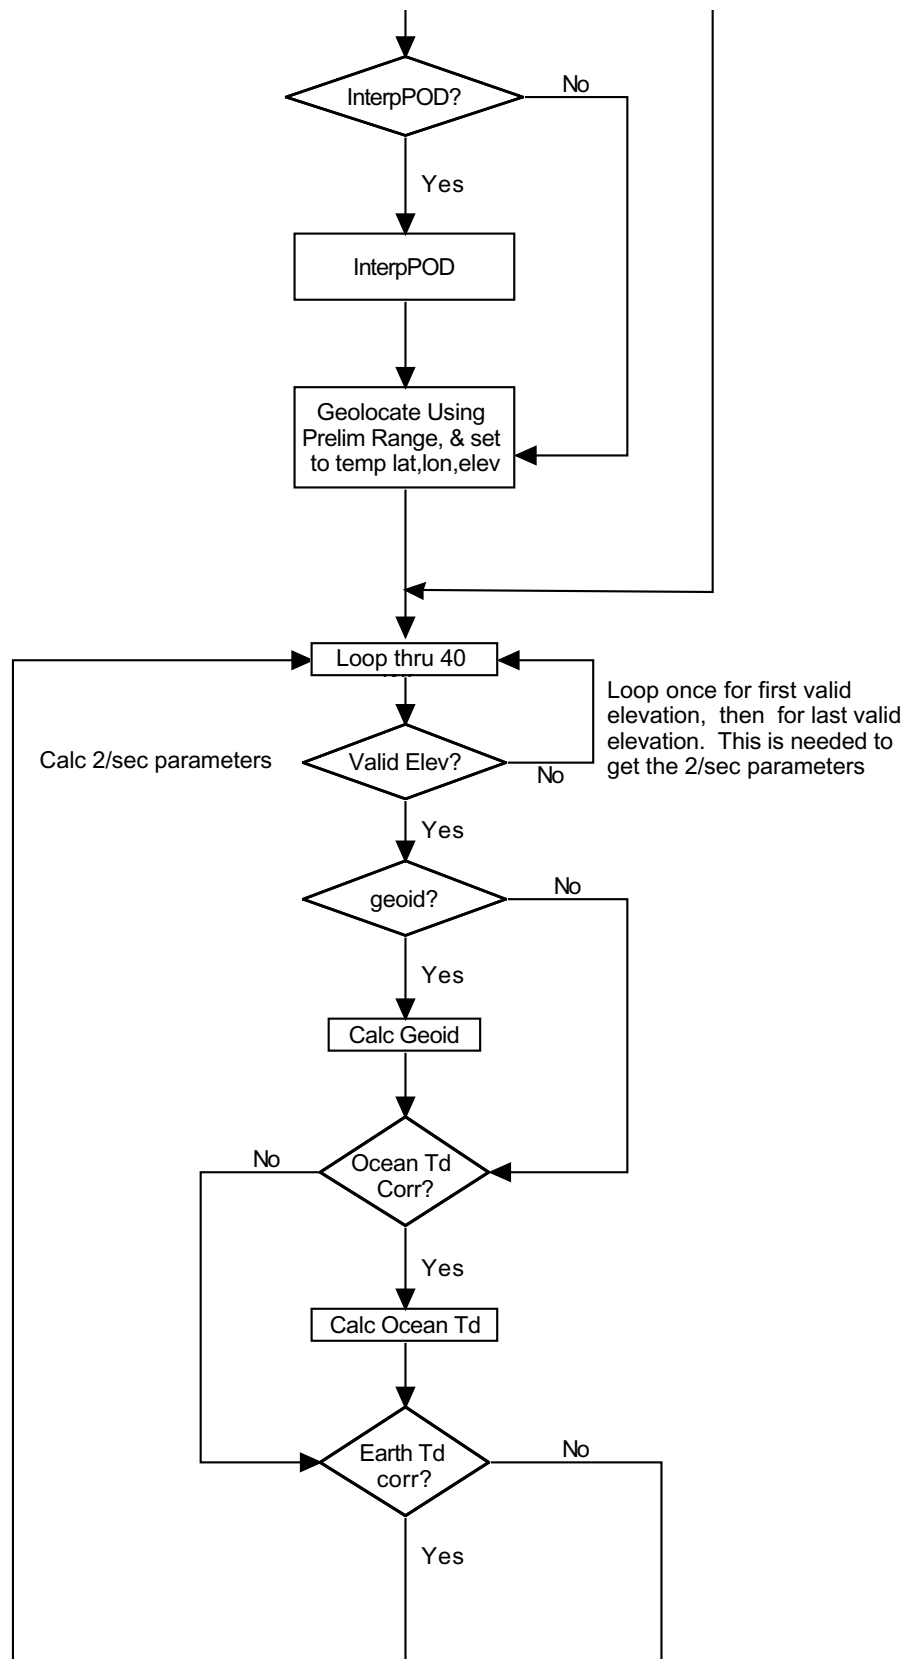 InterpPOD?
No
Yes
InterpPOD
Geolocate Using
Prelim Range, & set
to temp lat,lon,elev
Loop thru 40
Loop once for first valid
elevation, then for last valid
elevation. This is needed to
get the 2/sec parameters
Calc 2/sec parameters
Valid Elev?
No
Yes
geoid?
No
Yes
Calc Geoid
No
Ocean Td
Corr?
Yes
Calc Ocean Td
Earth Td
corr?
No
Yes